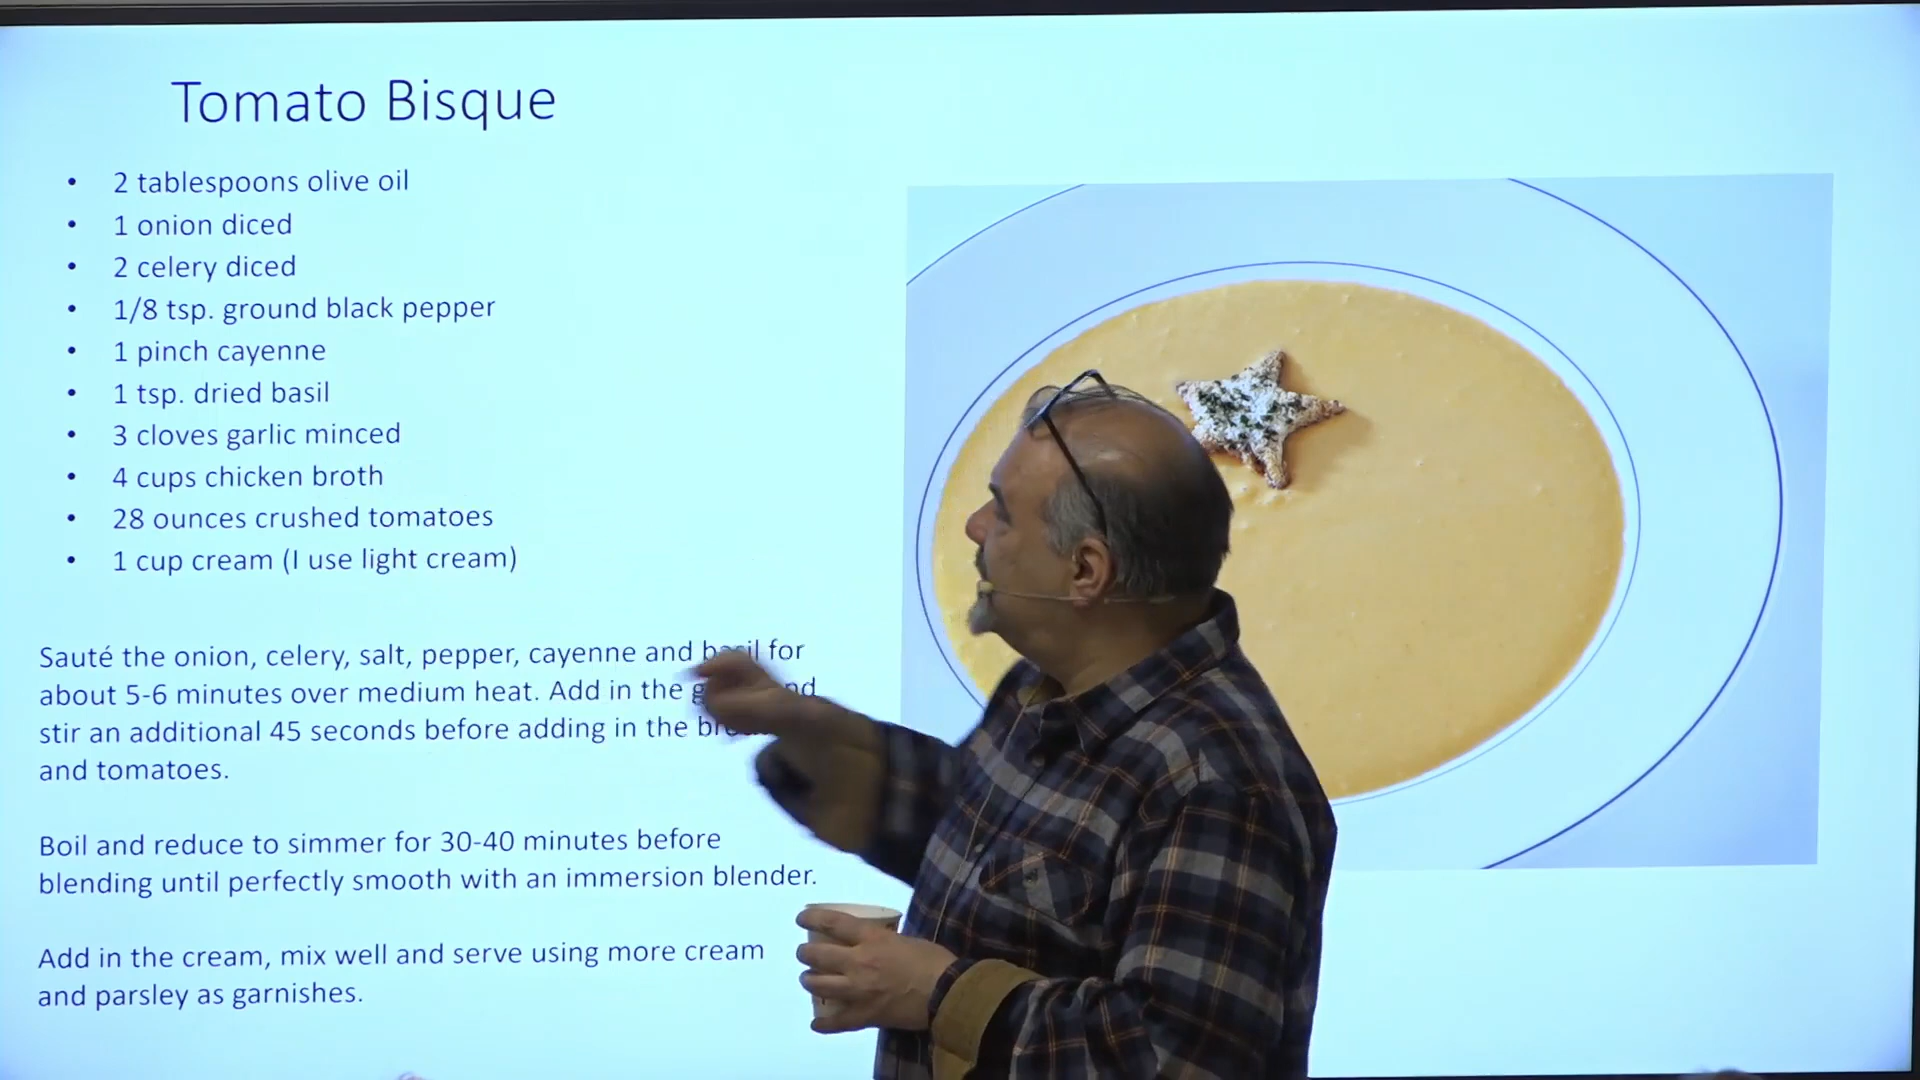 Tomato Bisque
• 2 tablespoons olive oil
• 1 onion diced
• 2 celery diced
• 1/8 tsp. ground black pepper
• 1 pinch cayenne
• 1 tsp. dried basil
• 3 cloves garlic minced
• 4 cups chicken broth
• 28 ounces crushed tomatoes
• 1 cup cream (I use light cream)
Sauté the onion, celery, salt, pepper, cayenne and basil for
about 5-6 minutes over medium heat. Add in the
stir an additional 45 seconds before adding in the
and tomatoes.
Boil and reduce to simmer for 30-40 minutes before
blending until perfectly smooth with an immersion blender.
Add in the cream, mix well and serve using more cream
and parsley as garnishes.